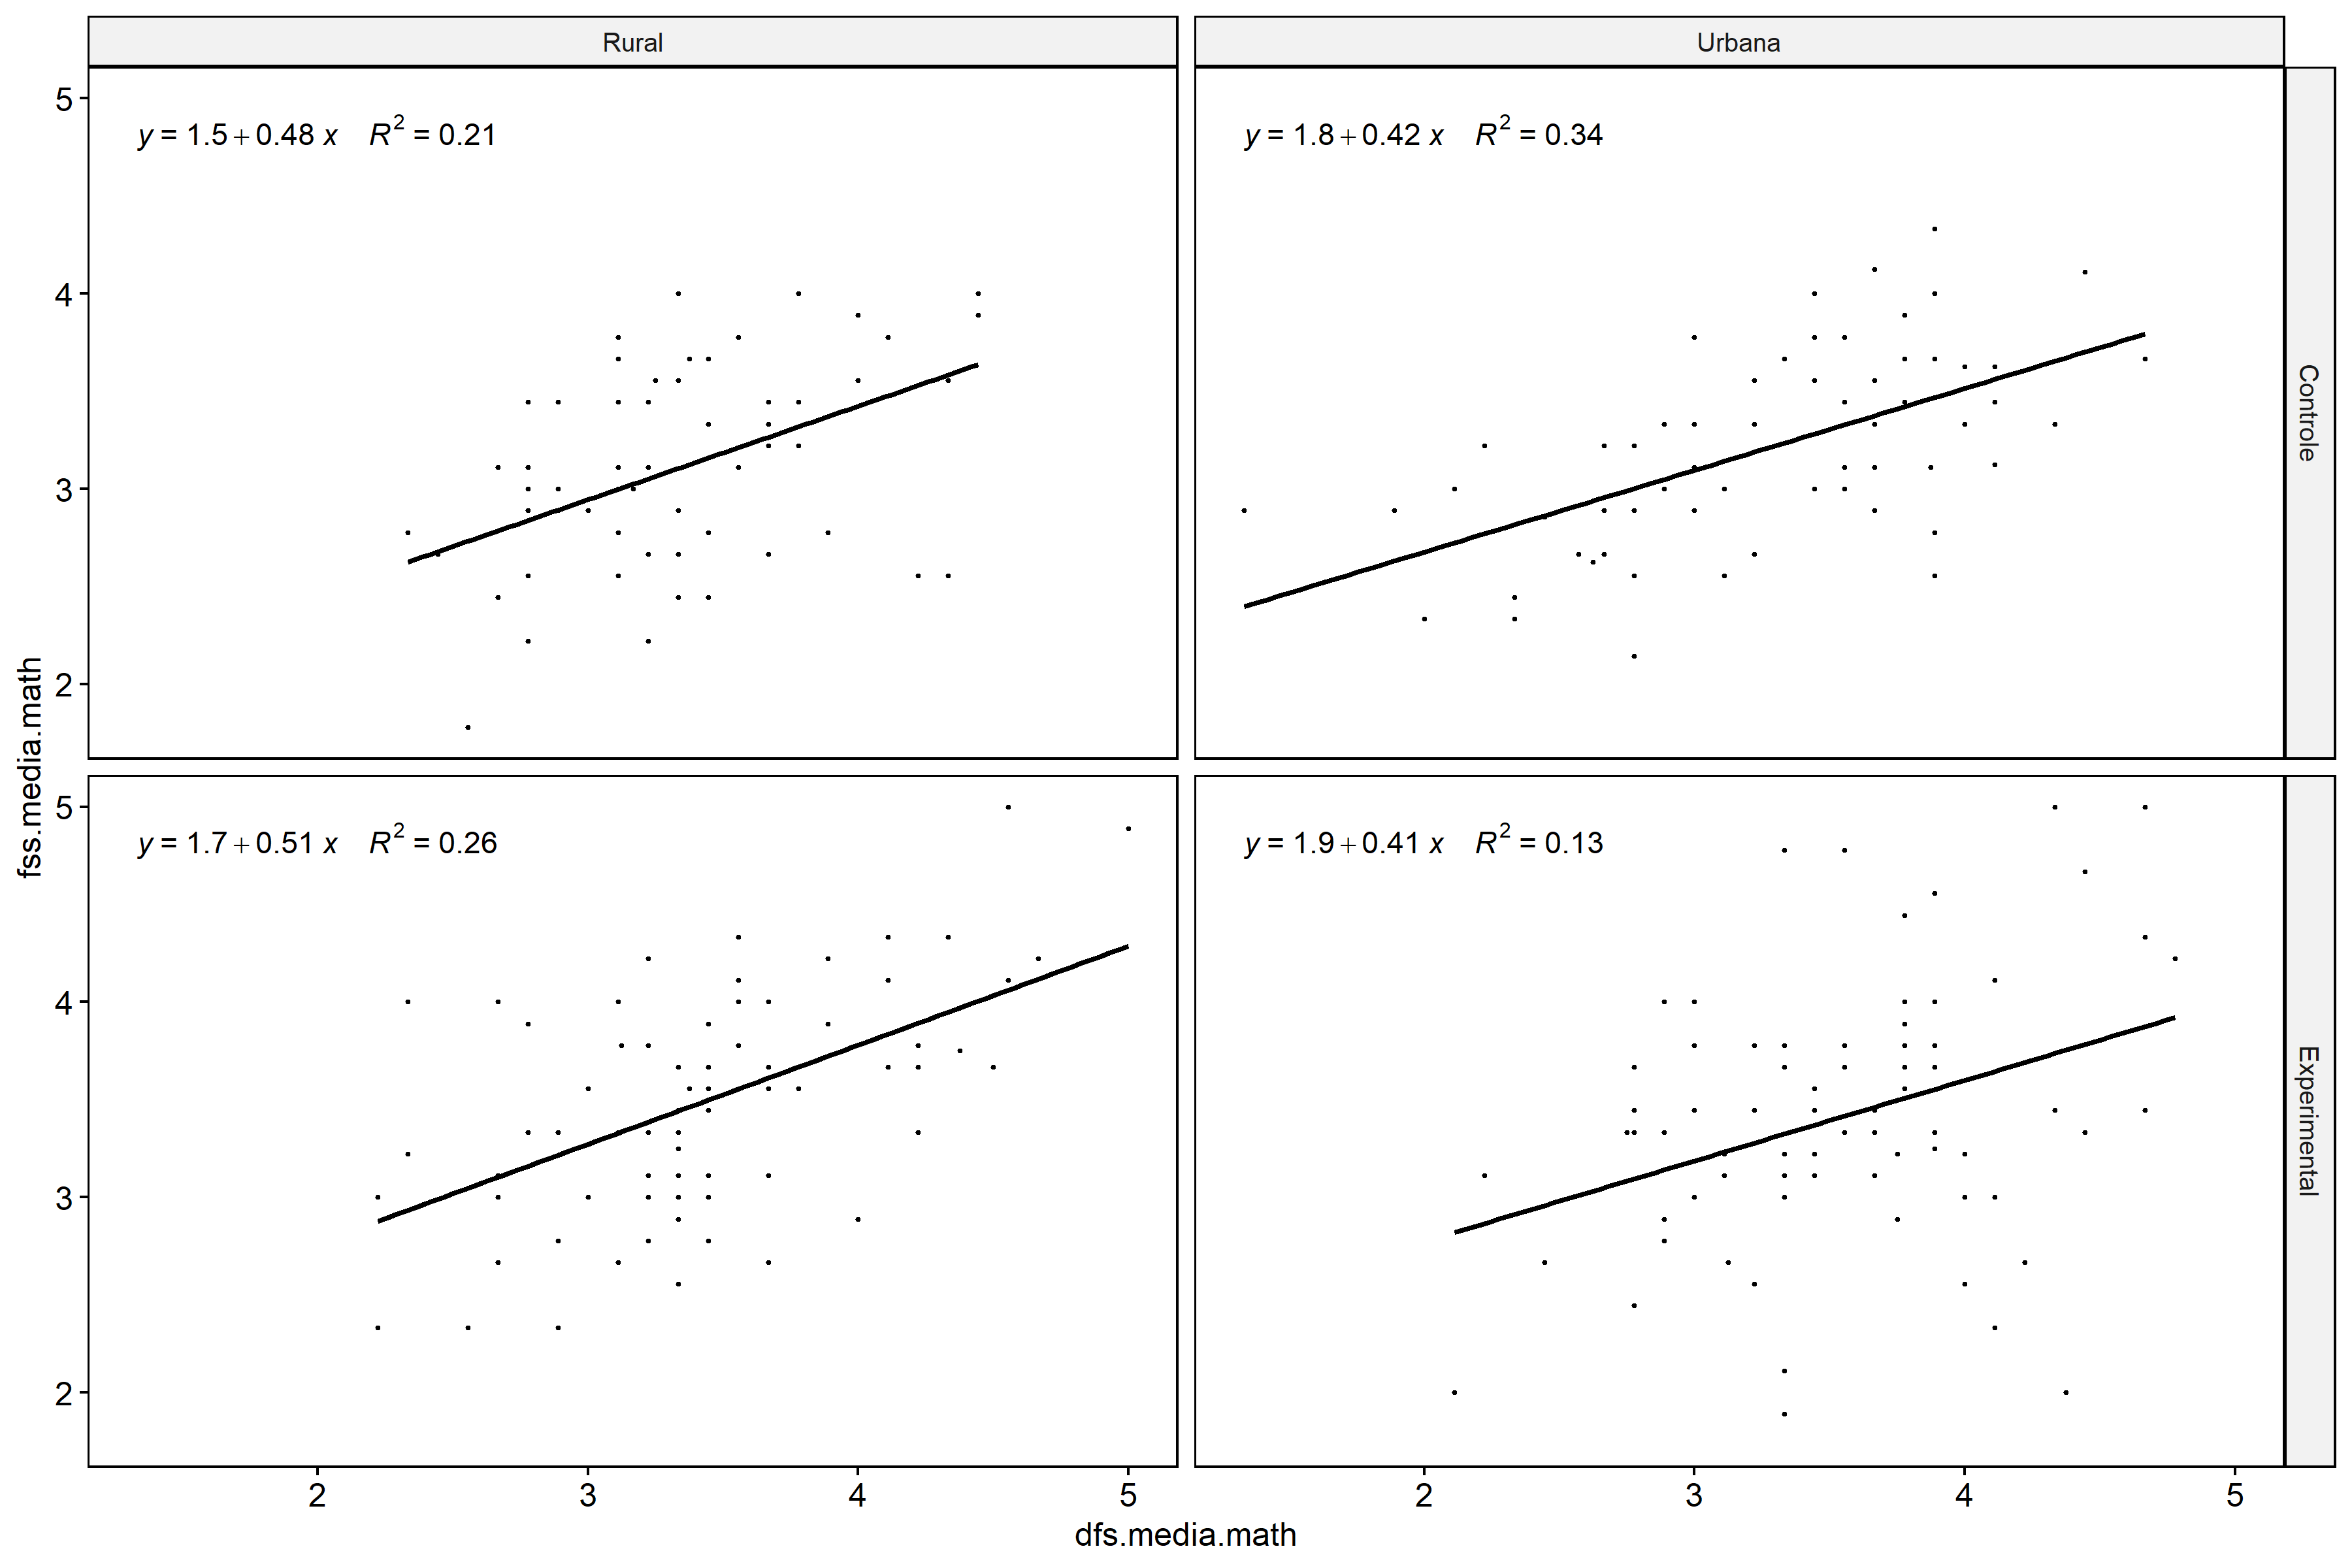 Rural
Urbana
5
y = 1.5 + 0.48 x R² = 0.21
y = 1.8 + 0.42 x R² = 0.34
4
3
2
Controle
fss.media.math
5
y = 1.7 + 0.51 x R² = 0.26
y = 1.9 + 0.41 x R² = 0.13
4
3
2
Experimental
2 3 4 5
2 3 4 5
dfs.media.math